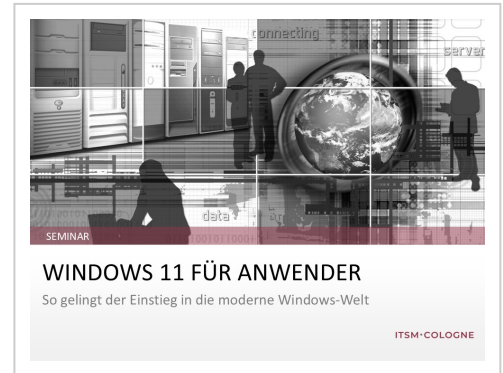 connecting
server
data
1001011000
SEMINAR
WINDOWS 11 FÜR ANWENDER
So gelingt der Einstieg in die moderne Windows-Welt
ITSM·COLOGNE